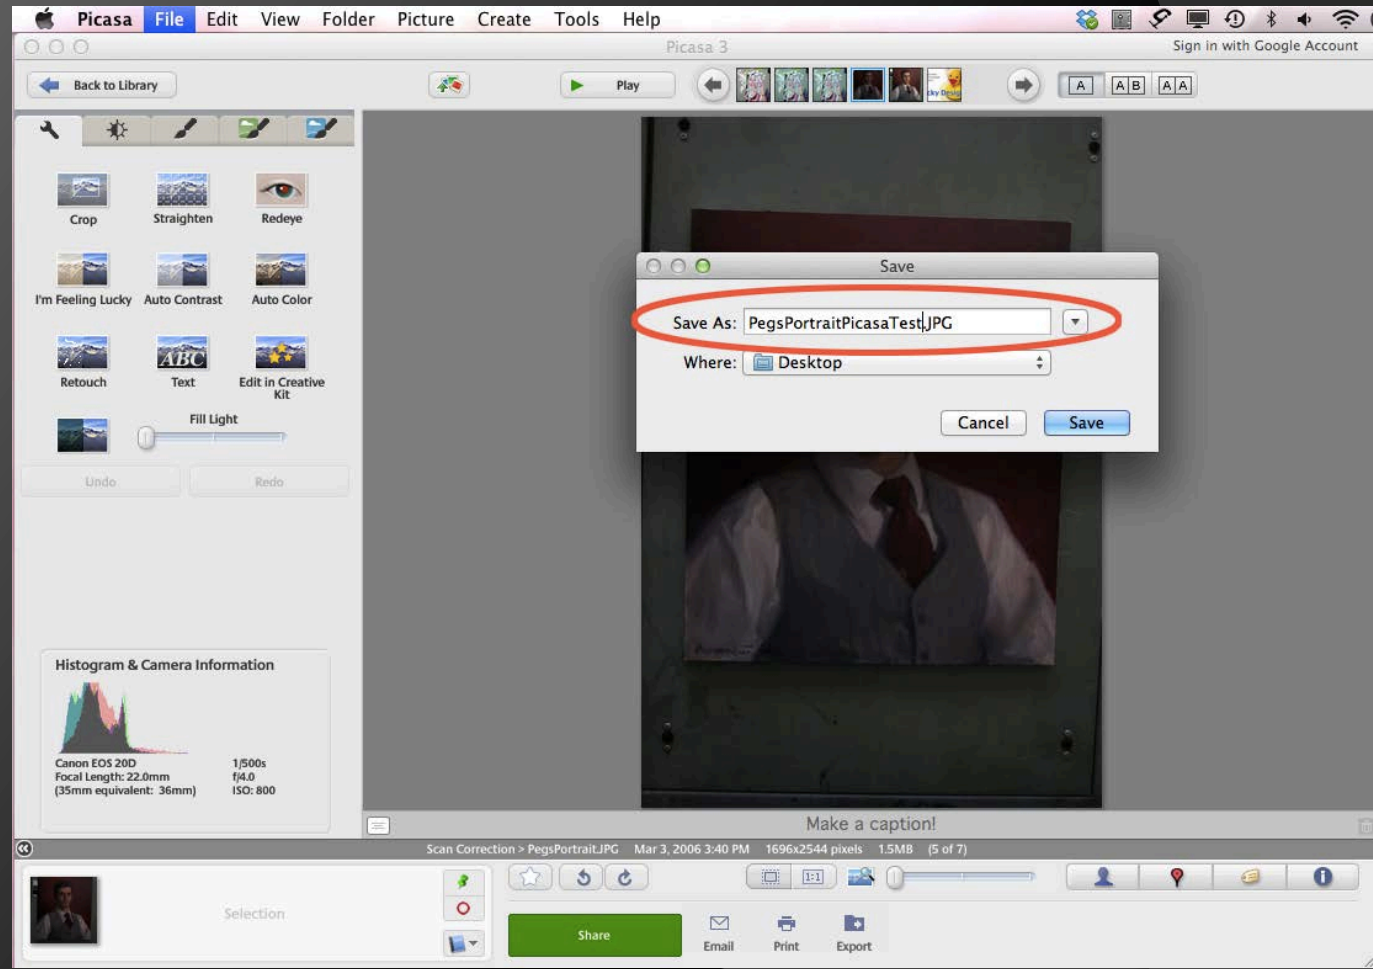 Picasa File Edit View Folder Picture Create Tools Help
Picasa 3
Sign in with Google Account
Back to Library
Play
A
A B
A A
Crop
Straighten
Redeye
I'm Feeling Lucky
Auto Contrast
Auto Color
ABC
Retouch
Text
Edit in Creative
Kit
Fill Light
Undo
Redo
Save
Save As: PegsPortraitPicasaTest.JPG
Where: Desktop
Cancel
Save
Histogram & Camera Information
Canon EOS 20D 1/500s
Focal Length: 22.0mm f/4.0
(35mm equivalent: 36mm) ISO: 800
Make a caption!
Scan Correction > PegsPortrait.JPG Mar 3, 2006 3:40 PM 1696x2544 pixels 1.5MB (5 of 7)
1:1
Selection
Share
Email
Print
Export